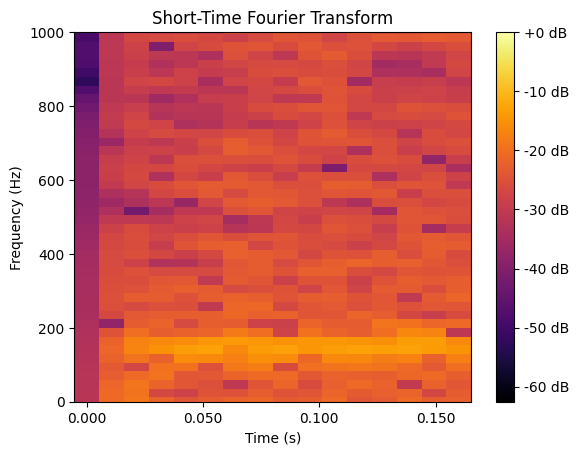 Short-Time Fourier Transform
1000
800
600
400
200
0
Frequency (Hz)
0.000
0.050
0.100
0.150
Time (s)
+0 dB
-10 dB
-20 dB
-30 dB
-40 dB
-50 dB
-60 dB